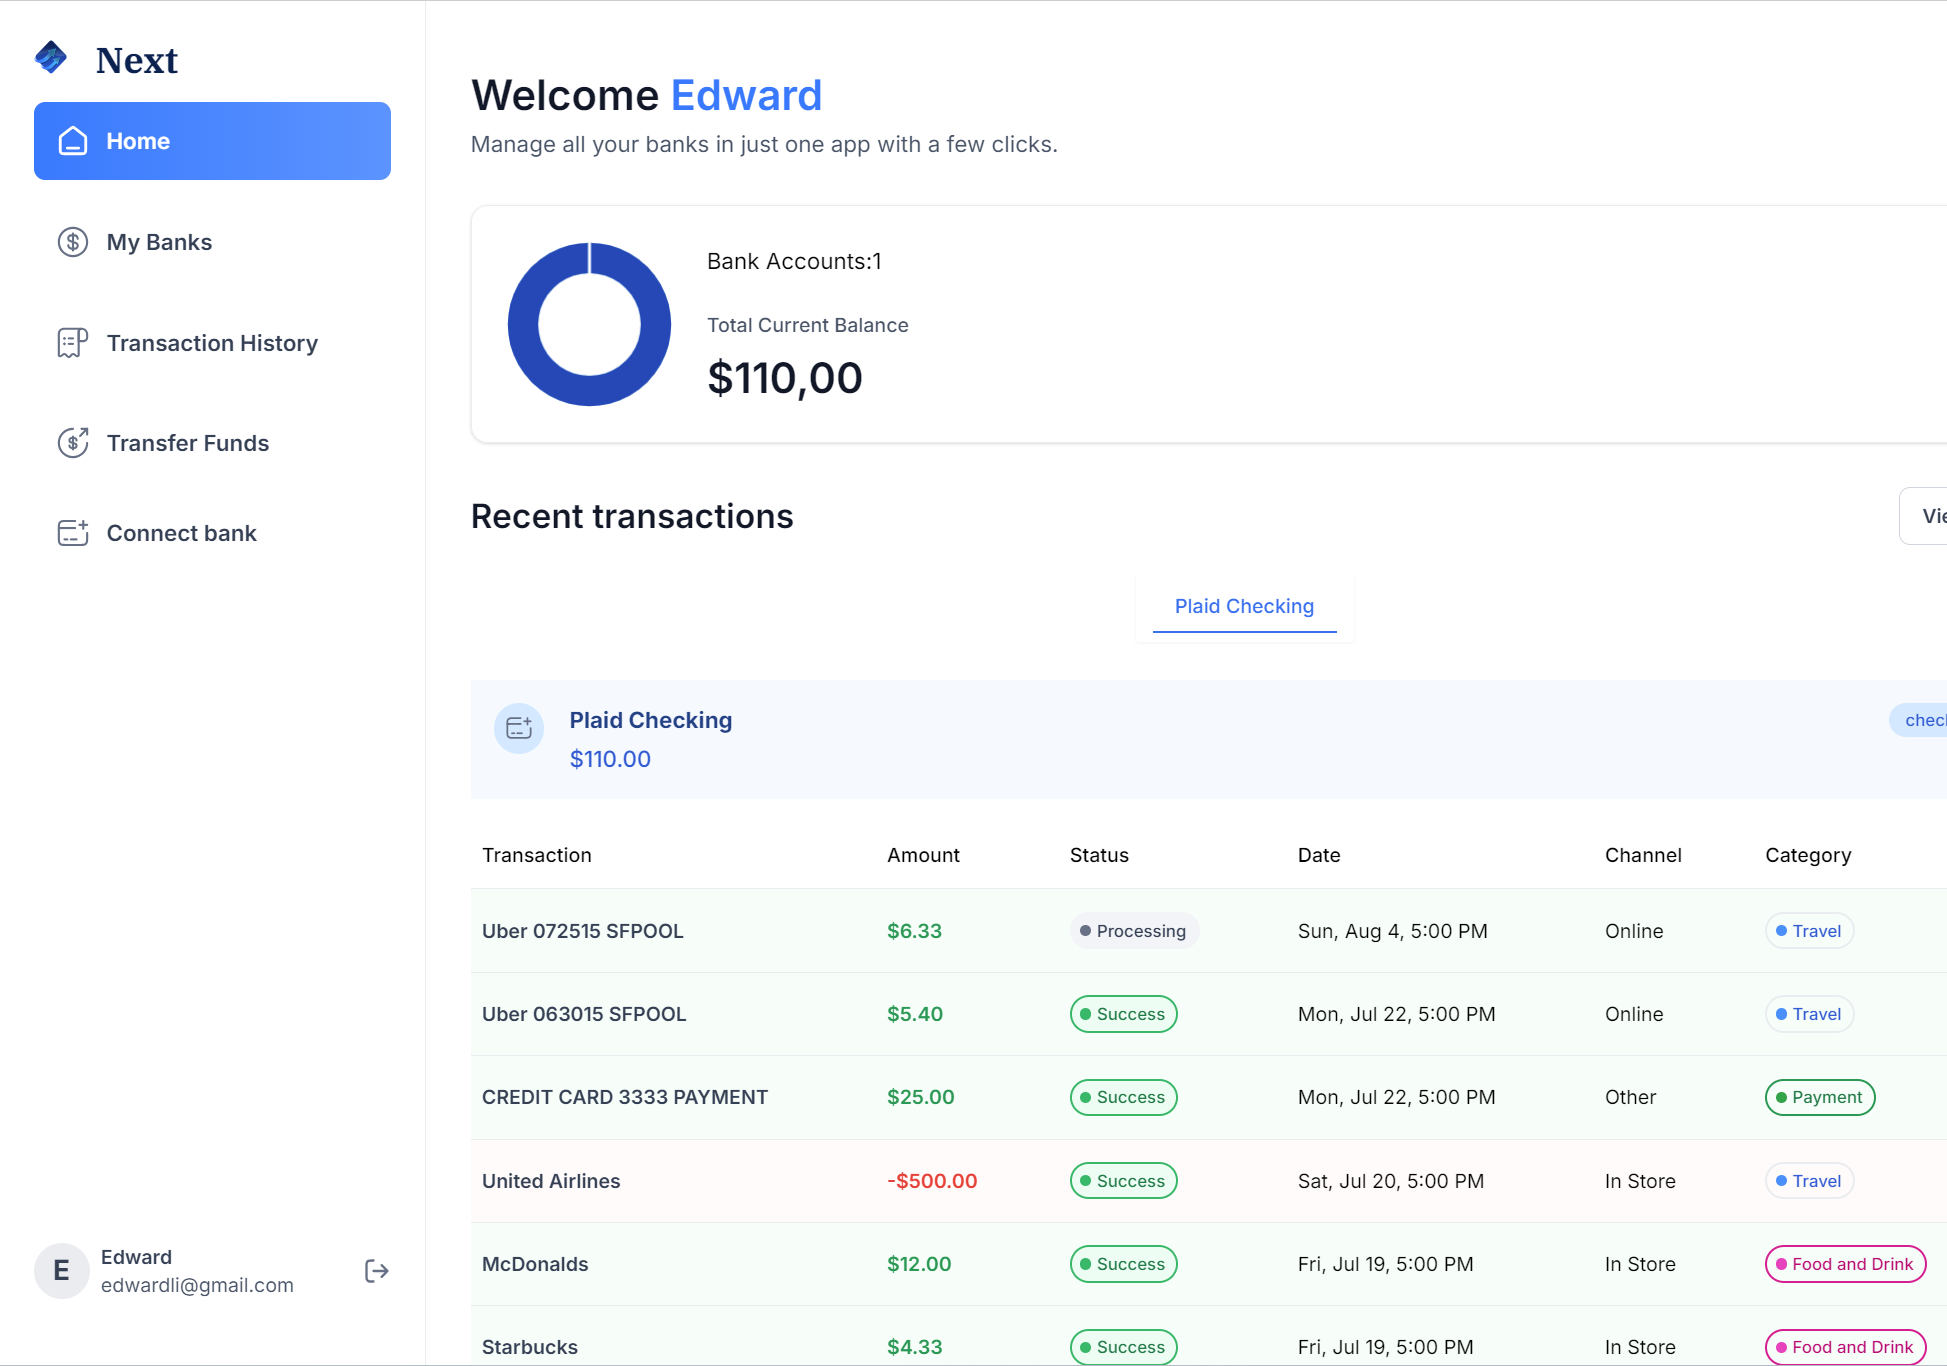 Next
Home
My Banks
Transaction History
Transfer Funds
Connect bank
Edward
E
edwardli@gmail.com
Welcome Edward
Manage all your banks in just one app with a few clicks.
Bank Accounts:1
Total Current Balance
$110,00
Recent transactions
Vie
Plaid Checking
Plaid Checking
$110.00
chec
Transaction Amount Status Date Channel Category
Uber 072515 SFPOOL $6.33 Processing Sun, Aug 4, 5:00 PM Online Travel
Uber 063015 SFPOOL $5.40 Success Mon, Jul 22, 5:00 PM Online Travel
CREDIT CARD 3333 PAYMENT $25.00 Success Mon, Jul 22, 5:00 PM Other Payment
United Airlines -$500.00 Success Sat, Jul 20, 5:00 PM In Store Travel
McDonalds $12.00 Success Fri, Jul 19, 5:00 PM In Store Food and Drink
Starbucks $4.33 Success Fri, Jul 19, 5:00 PM In Store Food and Drink